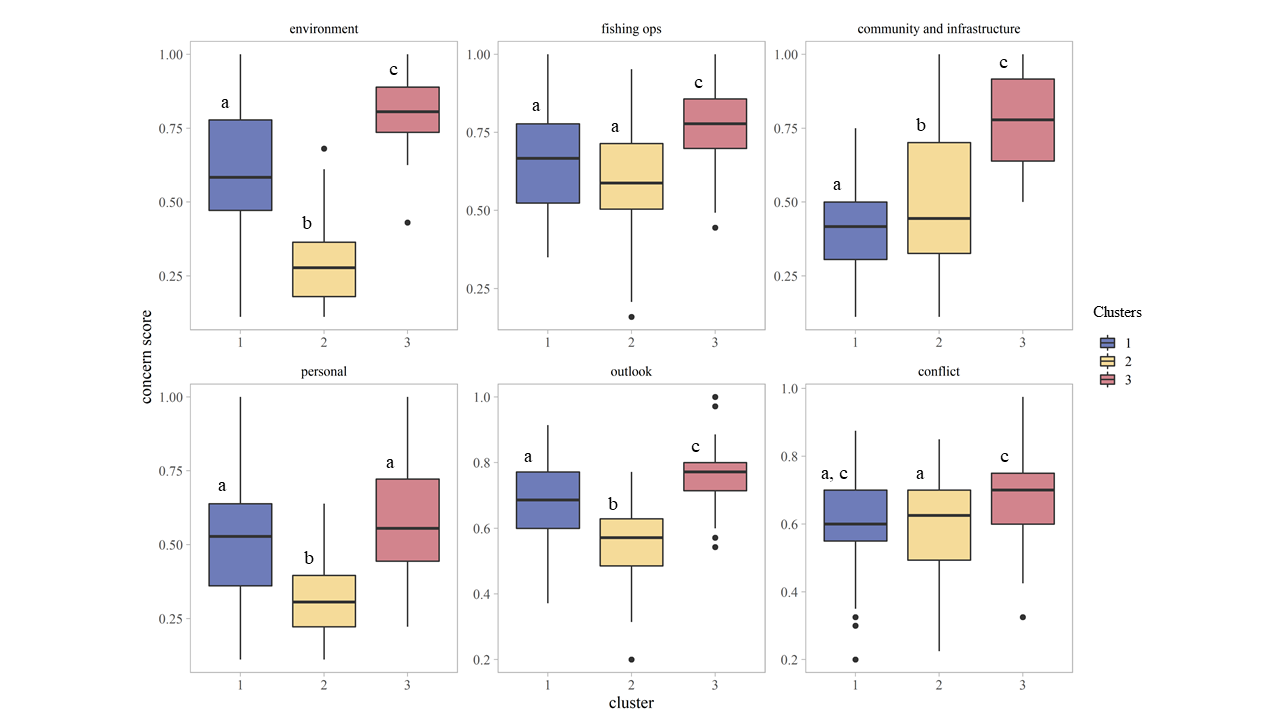 environment
fishing ops
community and infrastructure
1.00
0.75
0.50
0.25
a
b
c
1 2 3
1.00
0.75
0.50
0.25
a
a
c
1 2 3
1.00
0.75
0.50
0.25
a
b
c
1 2 3
concern score
personal
outlook
conflict
1.00
0.75
0.50
0.25
a
b
a
1 2 3
1.0
0.8
0.6
0.4
0.2
a
b
c
1 2 3
1.0
0.8
0.6
0.4
0.2
a, c
a
c
1 2 3
cluster
Clusters
1
2
3